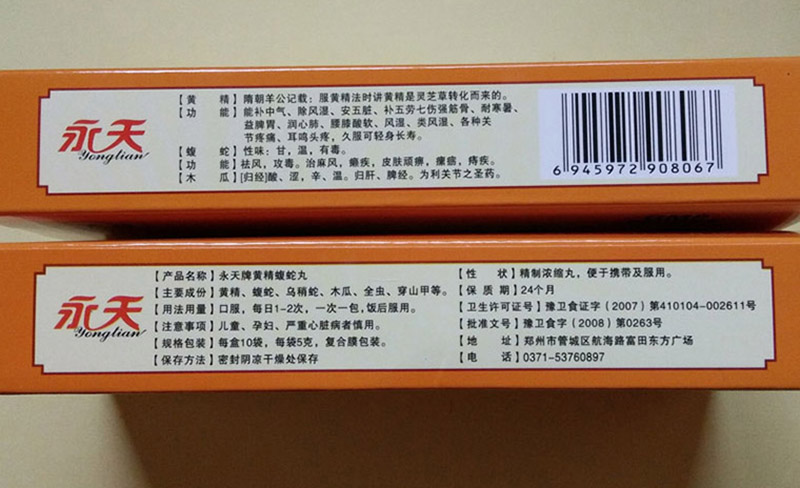 永天
Yongtian
【黄 精】隋朝羊公记载：服黄精法时讲黄精是灵芝草转化而来的。
【功 能】能补中气、除风湿、安五脏、补五劳七伤强筋骨、耐寒暑、
益脾胃、润心肺、腰膝酸软、风湿、类风湿、各种关
节疼痛、耳鸣头疼，久服可轻身长寿。
【蝮 蛇】性味：甘，温，有毒。
【功 能】祛风，攻毒。治麻风，癞疾，皮肤顽痹，瘰疬，痔疾。
【木 瓜】[归经]酸、涩，辛、温。归肝、脾经。为利关节之圣药。
6 945972 908067
永天
Yongtian
【产品名称】永天牌黄精蝮蛇丸
【主要成份】黄精、蝮蛇、乌稍蛇、木瓜、全虫、穿山甲等。
【用法用量】口服，每日1-2次，一次一包，饭后服用。
【注意事项】儿童、孕妇、严重心脏病者慎用。
【规格包装】每盒10袋，每袋5克，复合膜包装。
【保存方法】密封阴凉干燥处保存
【性 状】精制浓缩丸，便于携带及服用。
【保 质 期】24个月
【卫生许可证号】豫卫食证字（2007）第410104-002611号
【批准文号】豫卫食字（2008）第0263号
【地 址】郑州市管城区航海路富田东方广场
【电 话】0371-53760897